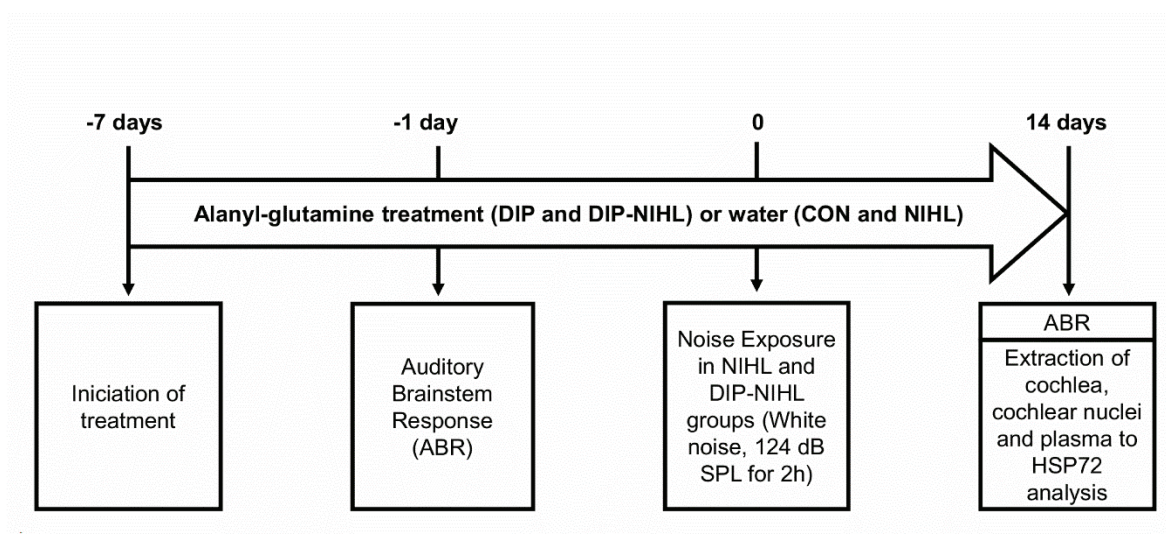 -7 days
-1 day
0
14 days
Alanyl-glutamine treatment (DIP and DIP-NIHL) or water (CON and NIHL)
Iniciation of
treatment
Auditory
Brainstem
Response
(ABR)
Noise Exposure
in NIHL and
DIP-NIHL
groups (White
noise, 124 dB
SPL for 2h)
ABR
Extraction of
cochlea,
cochlear nuclei
and plasma to
HSP72
analysis